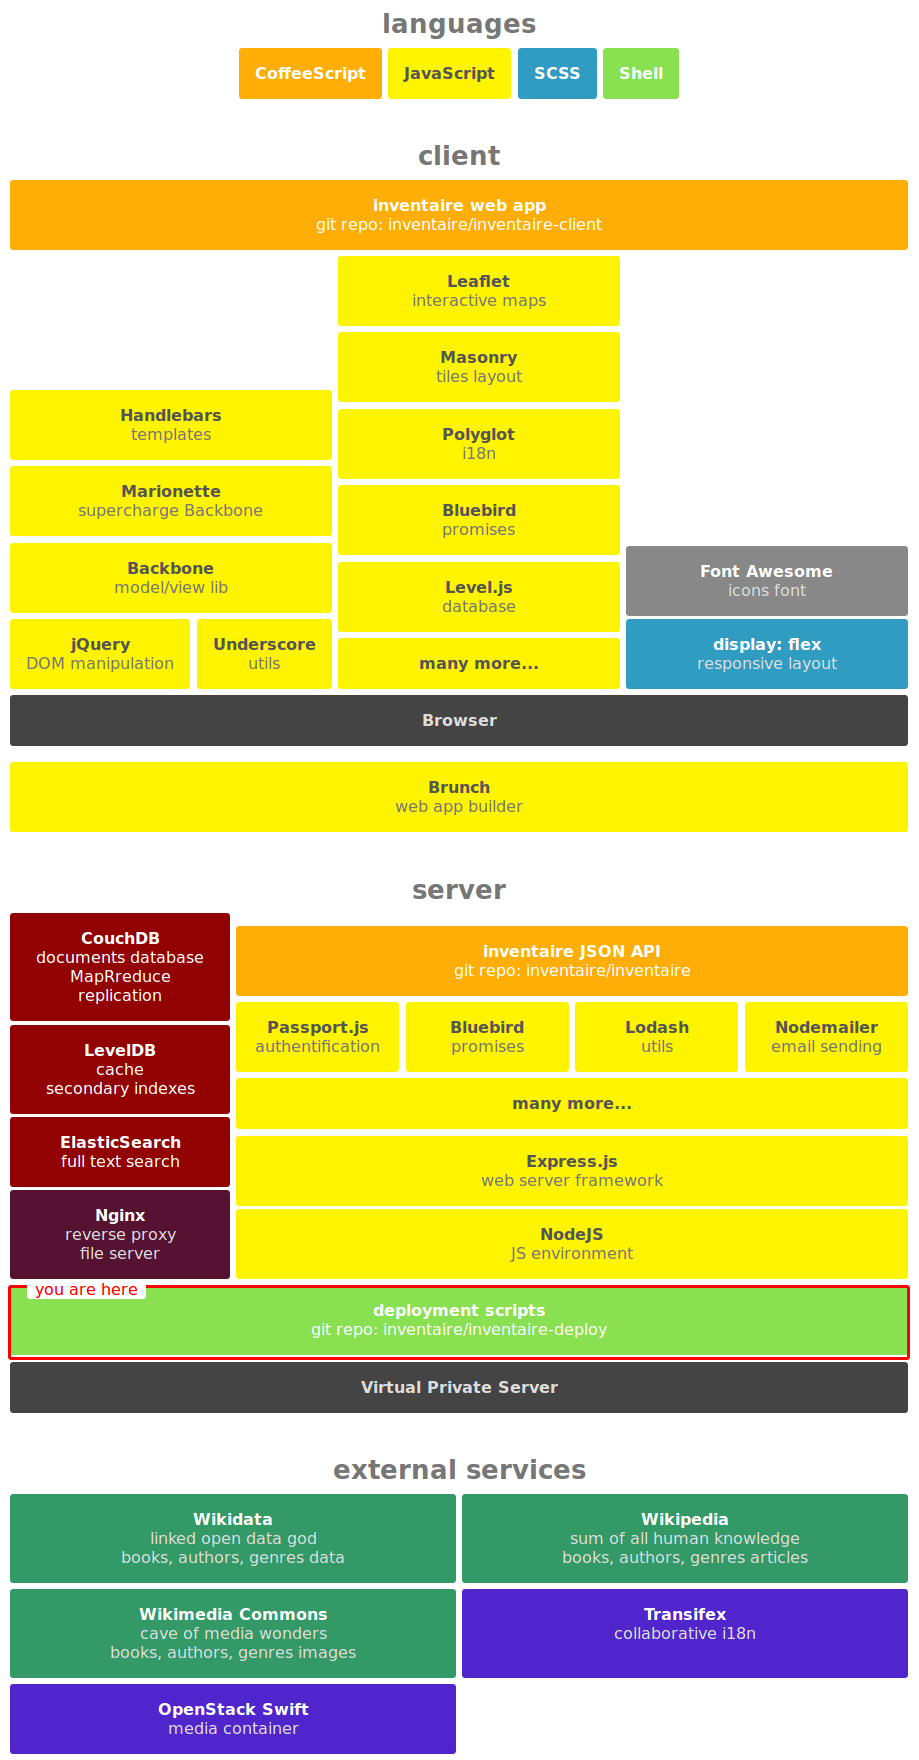 languages
CoffeeScript
JavaScript
SCSS
Shell
client
inventaire web app
git repo: inventaire/inventaire-client
Handlebars
templates
Marionette
supercharge Backbone
Backbone
model/view lib
jQuery
DOM manipulation
Underscore
utils
Leaflet
interactive maps
Masonry
tiles layout
Polyglot
i18n
Bluebird
promises
Level.js
database
many more...
Font Awesome
icons font
display: flex
responsive layout
Browser
Brunch
web app builder
server
CouchDB
documents database
MapRreduce
replication
LevelDB
cache
secondary indexes
ElasticSearch
full text search
Nginx
reverse proxy
file server
inventaire JSON API
git repo: inventaire/inventaire
Passport.js
authentification
Bluebird
promises
Lodash
utils
Nodemailer
email sending
many more...
Express.js
web server framework
NodeJS
JS environment
you are here
deployment scripts
git repo: inventaire/inventaire-deploy
Virtual Private Server
external services
Wikidata
linked open data god
books, authors, genres data
Wikipedia
sum of all human knowledge
books, authors, genres articles
Wikimedia Commons
cave of media wonders
books, authors, genres images
Transifex
collaborative i18n
OpenStack Swift
media container